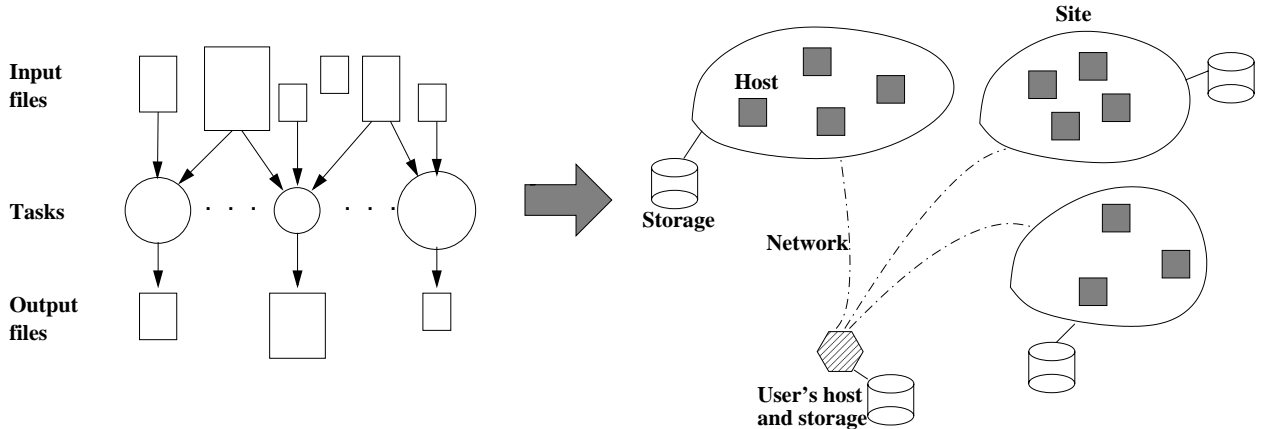 Input
files
Tasks
Output
files
Site
Host
Storage
Network
User's host
and storage